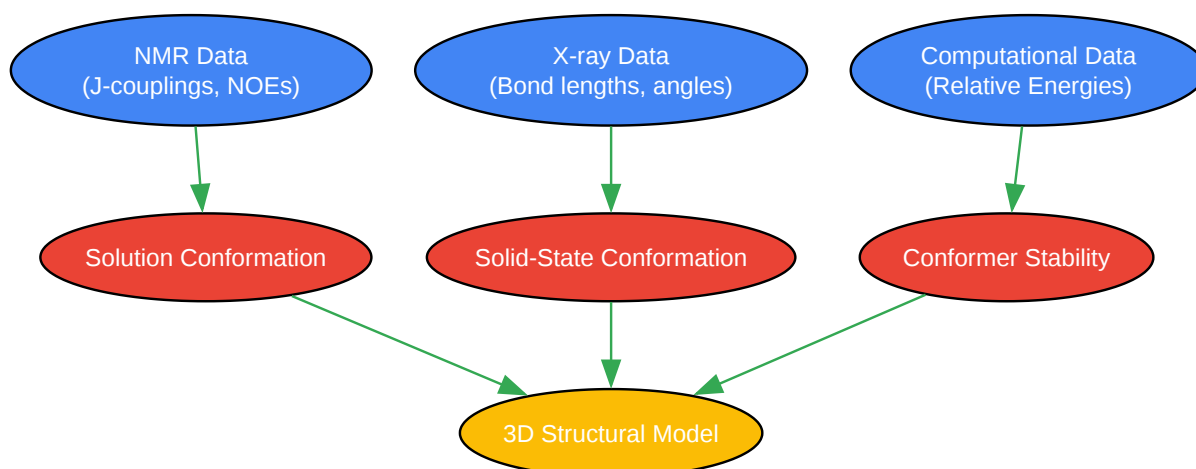 NMR Data
(J-couplings, NOEs)
X-ray Data
(Bond lengths, angles)
Computational Data
(Relative Energies)
Solution Conformation
Solid-State Conformation
Conformer Stability
3D Structural Model